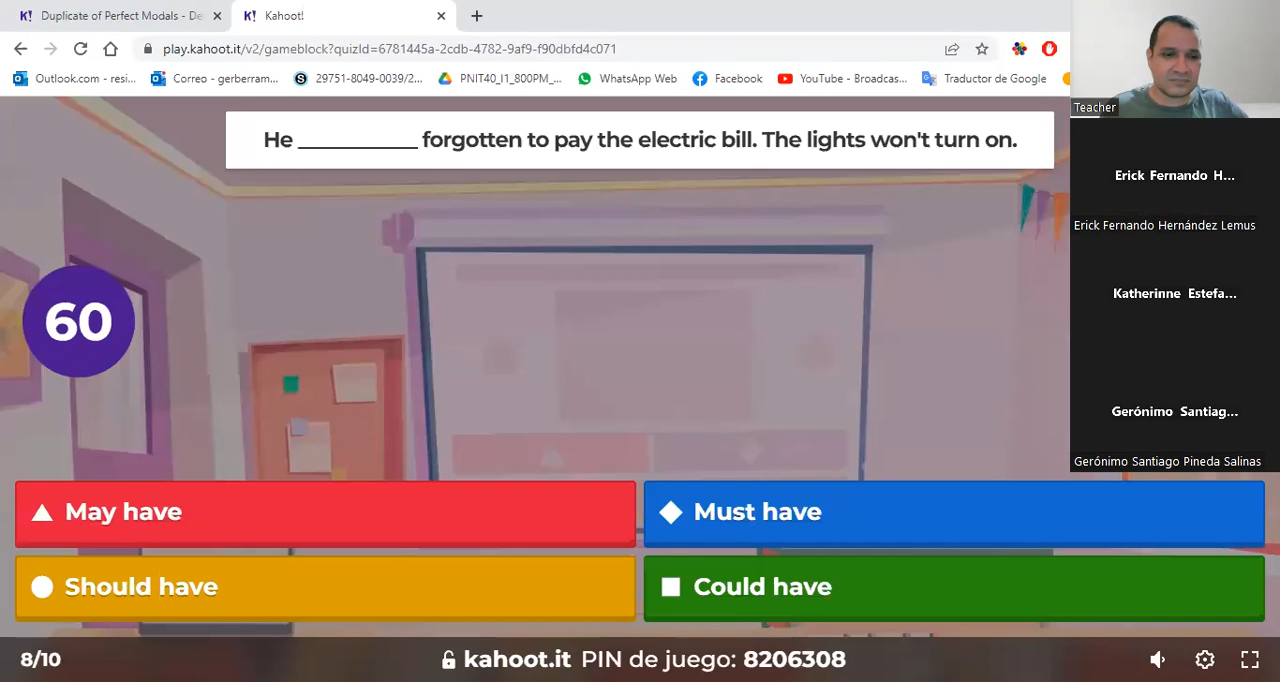 K! Duplicate of Perfect Modals - De
K! Kahoot!
play.kahoot.it/v2/gameblock?quizId=6781445a-2cdb-4782-9af9-f90dbfd4c071
Outlook.com - resi...
Correo - gerberram...
29751-8049-0039/2...
PNIT40_I1_800PM_...
WhatsApp Web
Facebook
YouTube - Broadcas...
Traductor de Google
Teacher
He __________ forgotten to pay the electric bill. The lights won't turn on.
Erick Fernando H...
Erick Fernando Hernández Lemus
Katherinne Estefa...
Gerónimo Santiag...
Gerónimo Santiago Pineda Salinas
60
May have
Must have
Should have
Could have
8/10
kahoot.it PIN de juego: 8206308